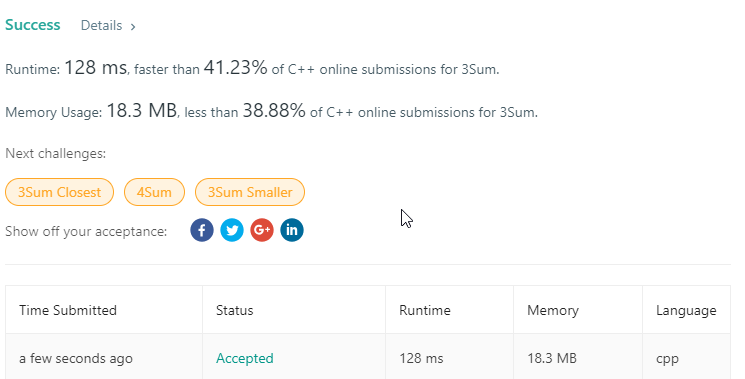 Success Details >
Runtime: 128 ms, faster than 41.23% of C++ online submissions for 3Sum.
Memory Usage: 18.3 MB, less than 38.88% of C++ online submissions for 3Sum.
Next challenges:
3Sum Closest 4Sum 3Sum Smaller
Show off your acceptance: f G+ in
Time Submitted Status Runtime Memory Language
a few seconds ago Accepted 128 ms 18.3 MB cpp